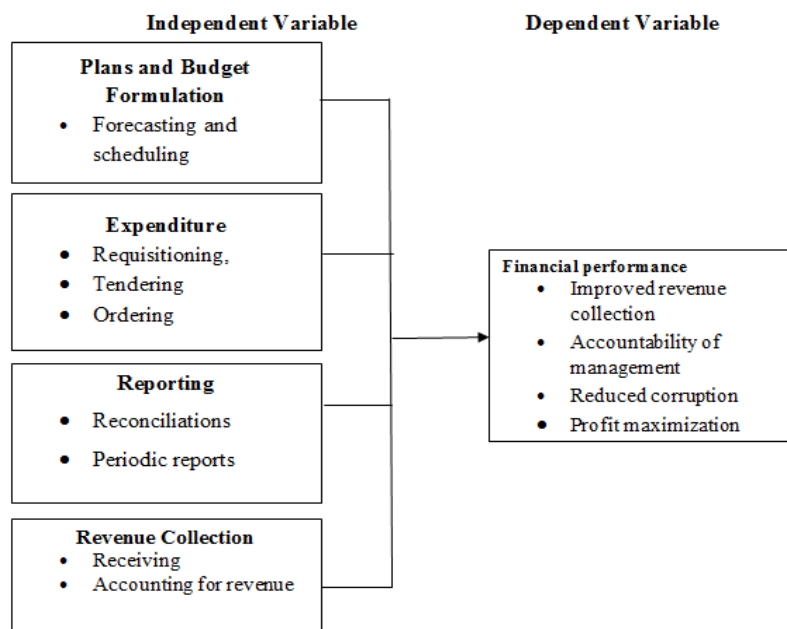 Independent Variable
Dependent Variable
Plans and Budget
Formulation
• Forecasting and
scheduling
Expenditure
• Requisitioning,
• Tendering
• Ordering
Reporting
• Reconciliations
• Periodic reports
Revenue Collection
• Receiving
• Accounting for revenue
Financial performance
• Improved revenue
collection
• Accountability of
management
• Reduced corruption
• Profit maximization